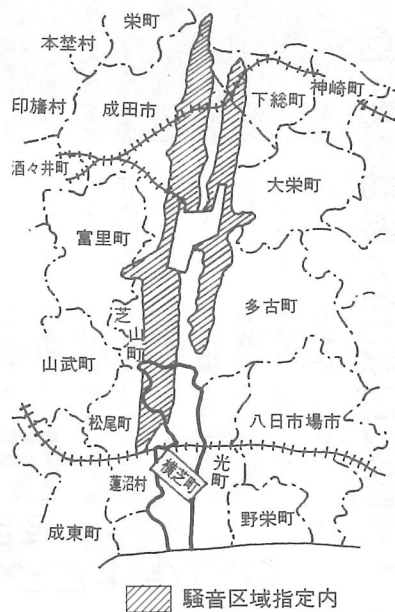 栄町
本埜村
神崎町
下総町
印旛村
成田市
酒々井町
大栄町
富里町
芝山町
多古町
山武町
松尾町
八日市場市
光町
横芝町
蓮沼村
成東町
野栄町
騒音区域指定内